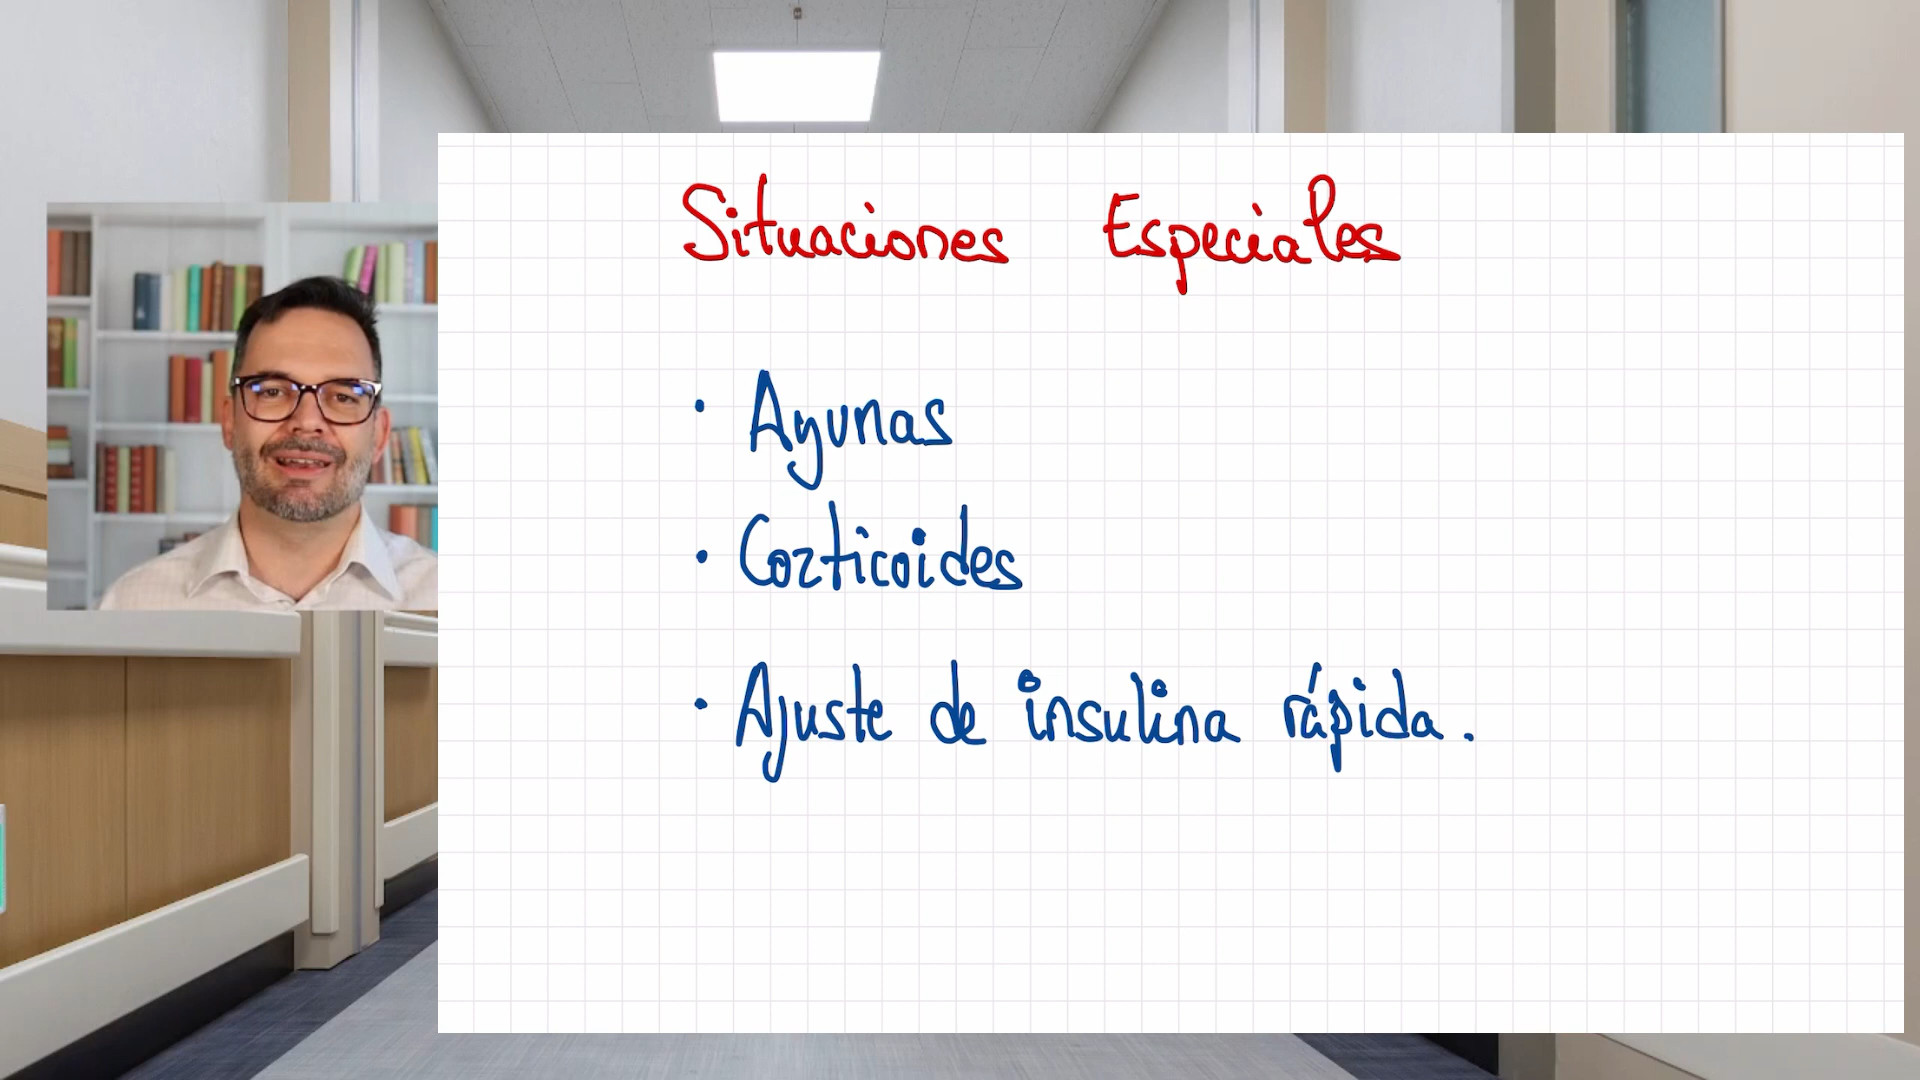 Situaciones Especiales
· Ayunas
· Corticoides
· Ajuste de insulina rápida.